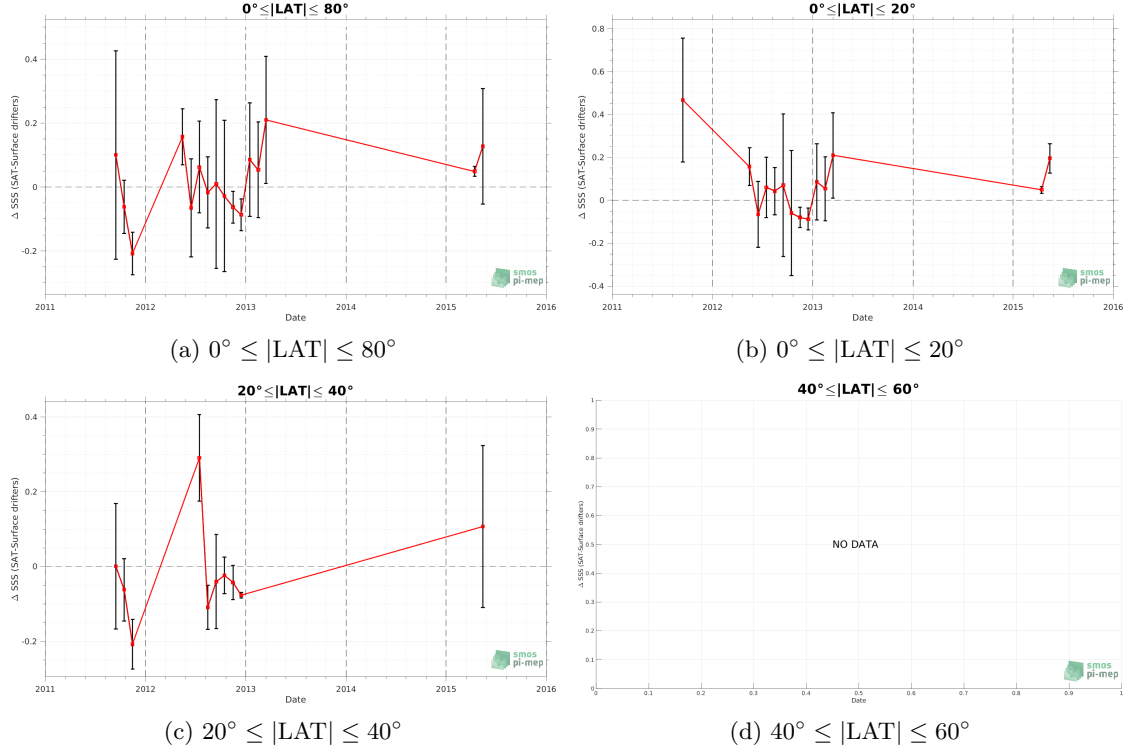 0°≤|LAT|≤ 80°
Δ SSS (SAT-Surface drifters)
0.4
0.2
0
-0.2
2011 2012 2013 2014 2015 2016
Date
smos
pi-mep
(a) 0° ≤ |LAT| ≤ 80°
0°≤|LAT|≤ 20°
Δ SSS (SAT-Surface drifters)
0.8
0.6
0.4
0.2
0
-0.2
-0.4
2011 2012 2013 2014 2015 2016
Date
smos
pi-mep
(b) 0° ≤ |LAT| ≤ 20°
20°≤|LAT|≤ 40°
Δ SSS (SAT-Surface drifters)
0.4
0.2
0
-0.2
2011 2012 2013 2014 2015 2016
Date
smos
pi-mep
(c) 20° ≤ |LAT| ≤ 40°
40°≤|LAT|≤ 60°
Δ SSS (SAT-Surface drifters)
1
0.9
0.8
0.7
0.6
0.5
0.4
0.3
0.2
0.1
0
NO DATA
0 0.1 0.2 0.3 0.4 0.5 0.6 0.7 0.8 0.9 1
Date
smos
pi-mep
(d) 40° ≤ |LAT| ≤ 60°